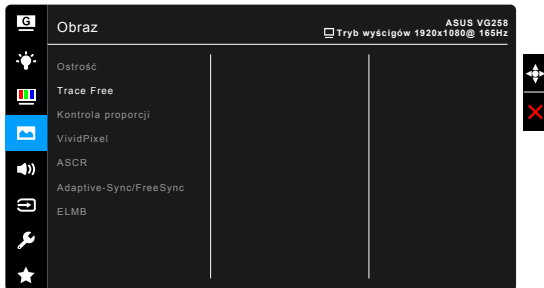 G
Obraz
ASUS VG258
Tryb wyścigów 1920x1080@ 165Hz
Ostrość
Trace Free
Kontrola proporcji
VividPixel
ASCR
Adaptive-Sync/FreeSync
ELMB